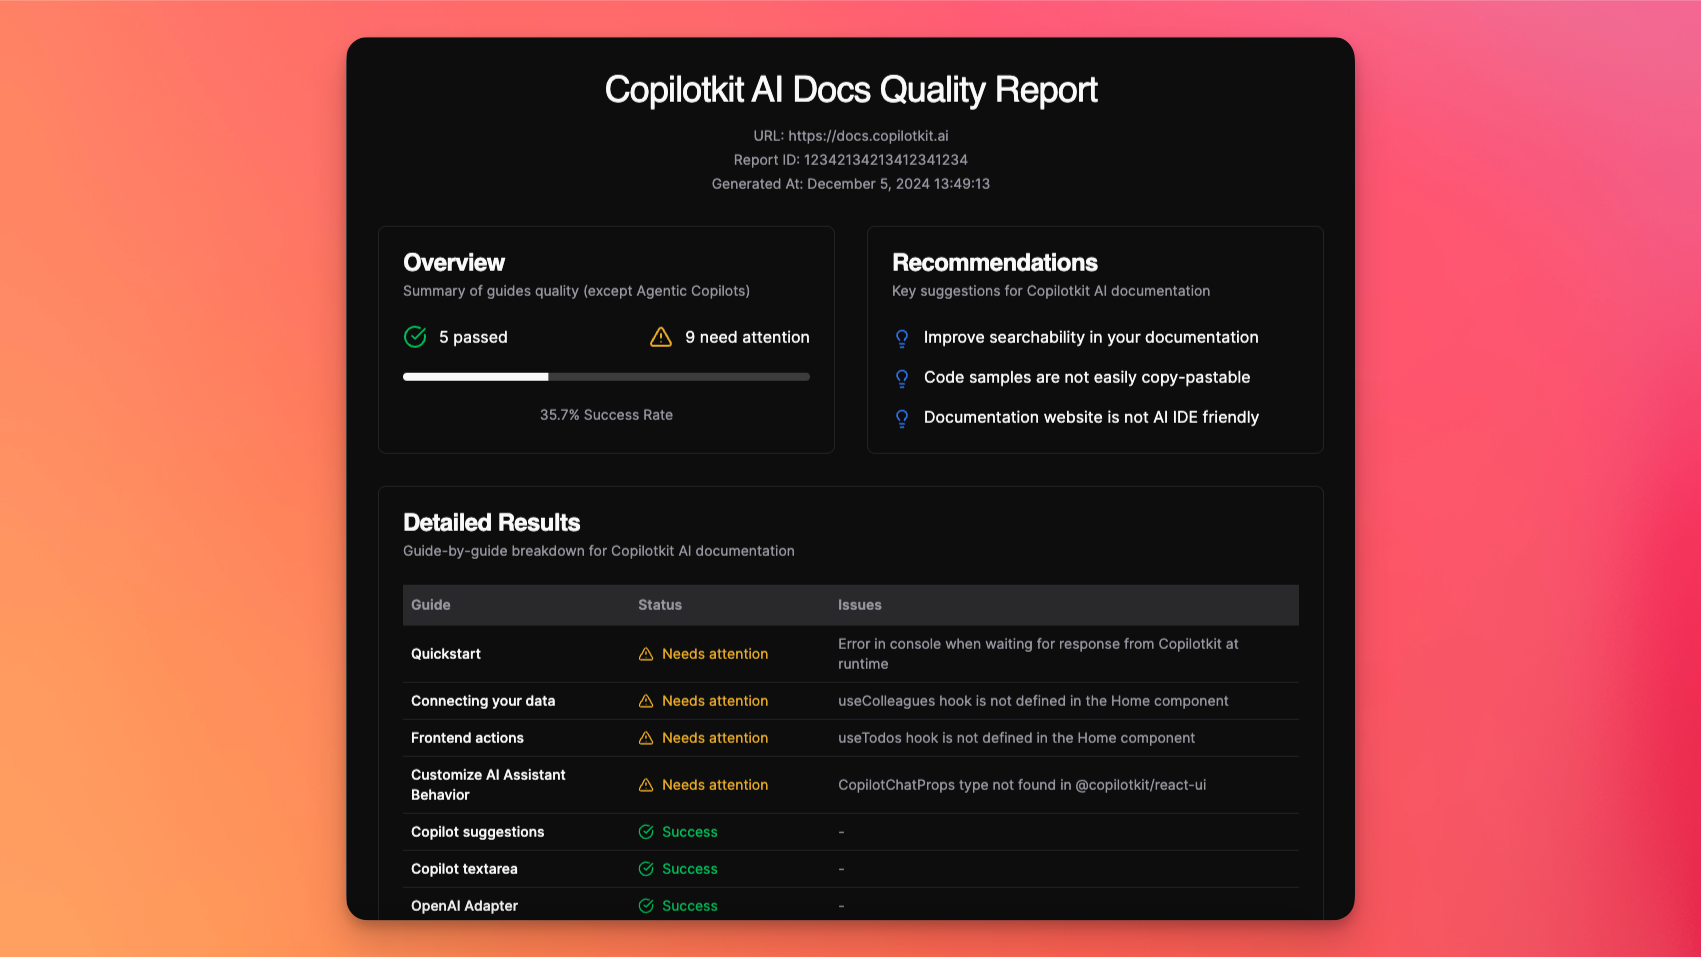 Copilotkit AI Docs Quality Report
URL: https://docs.copilotkit.ai
Report ID: 12342134213412341234
Generated At: December 5, 2024 13:49:13
Overview
Summary of guides quality (except Agentic Copilots)
5 passed
9 need attention
35.7% Success Rate
Recommendations
Key suggestions for Copilotkit AI documentation
Improve searchability in your documentation
Code samples are not easily copy-pastable
Documentation website is not AI IDE friendly
Detailed Results
Guide-by-guide breakdown for Copilotkit AI documentation
Guide Status Issues
Quickstart Needs attention Error in console when waiting for response from Copilotkit at
runtime
Connecting your data Needs attention useColleagues hook is not defined in the Home component
Frontend actions Needs attention useTodos hook is not defined in the Home component
Customize AI Assistant
Behavior Needs attention CopilotChatProps type not found in @copilotkit/react-ui
Copilot suggestions Success -
Copilot textarea Success -
OpenAI Adapter Success -